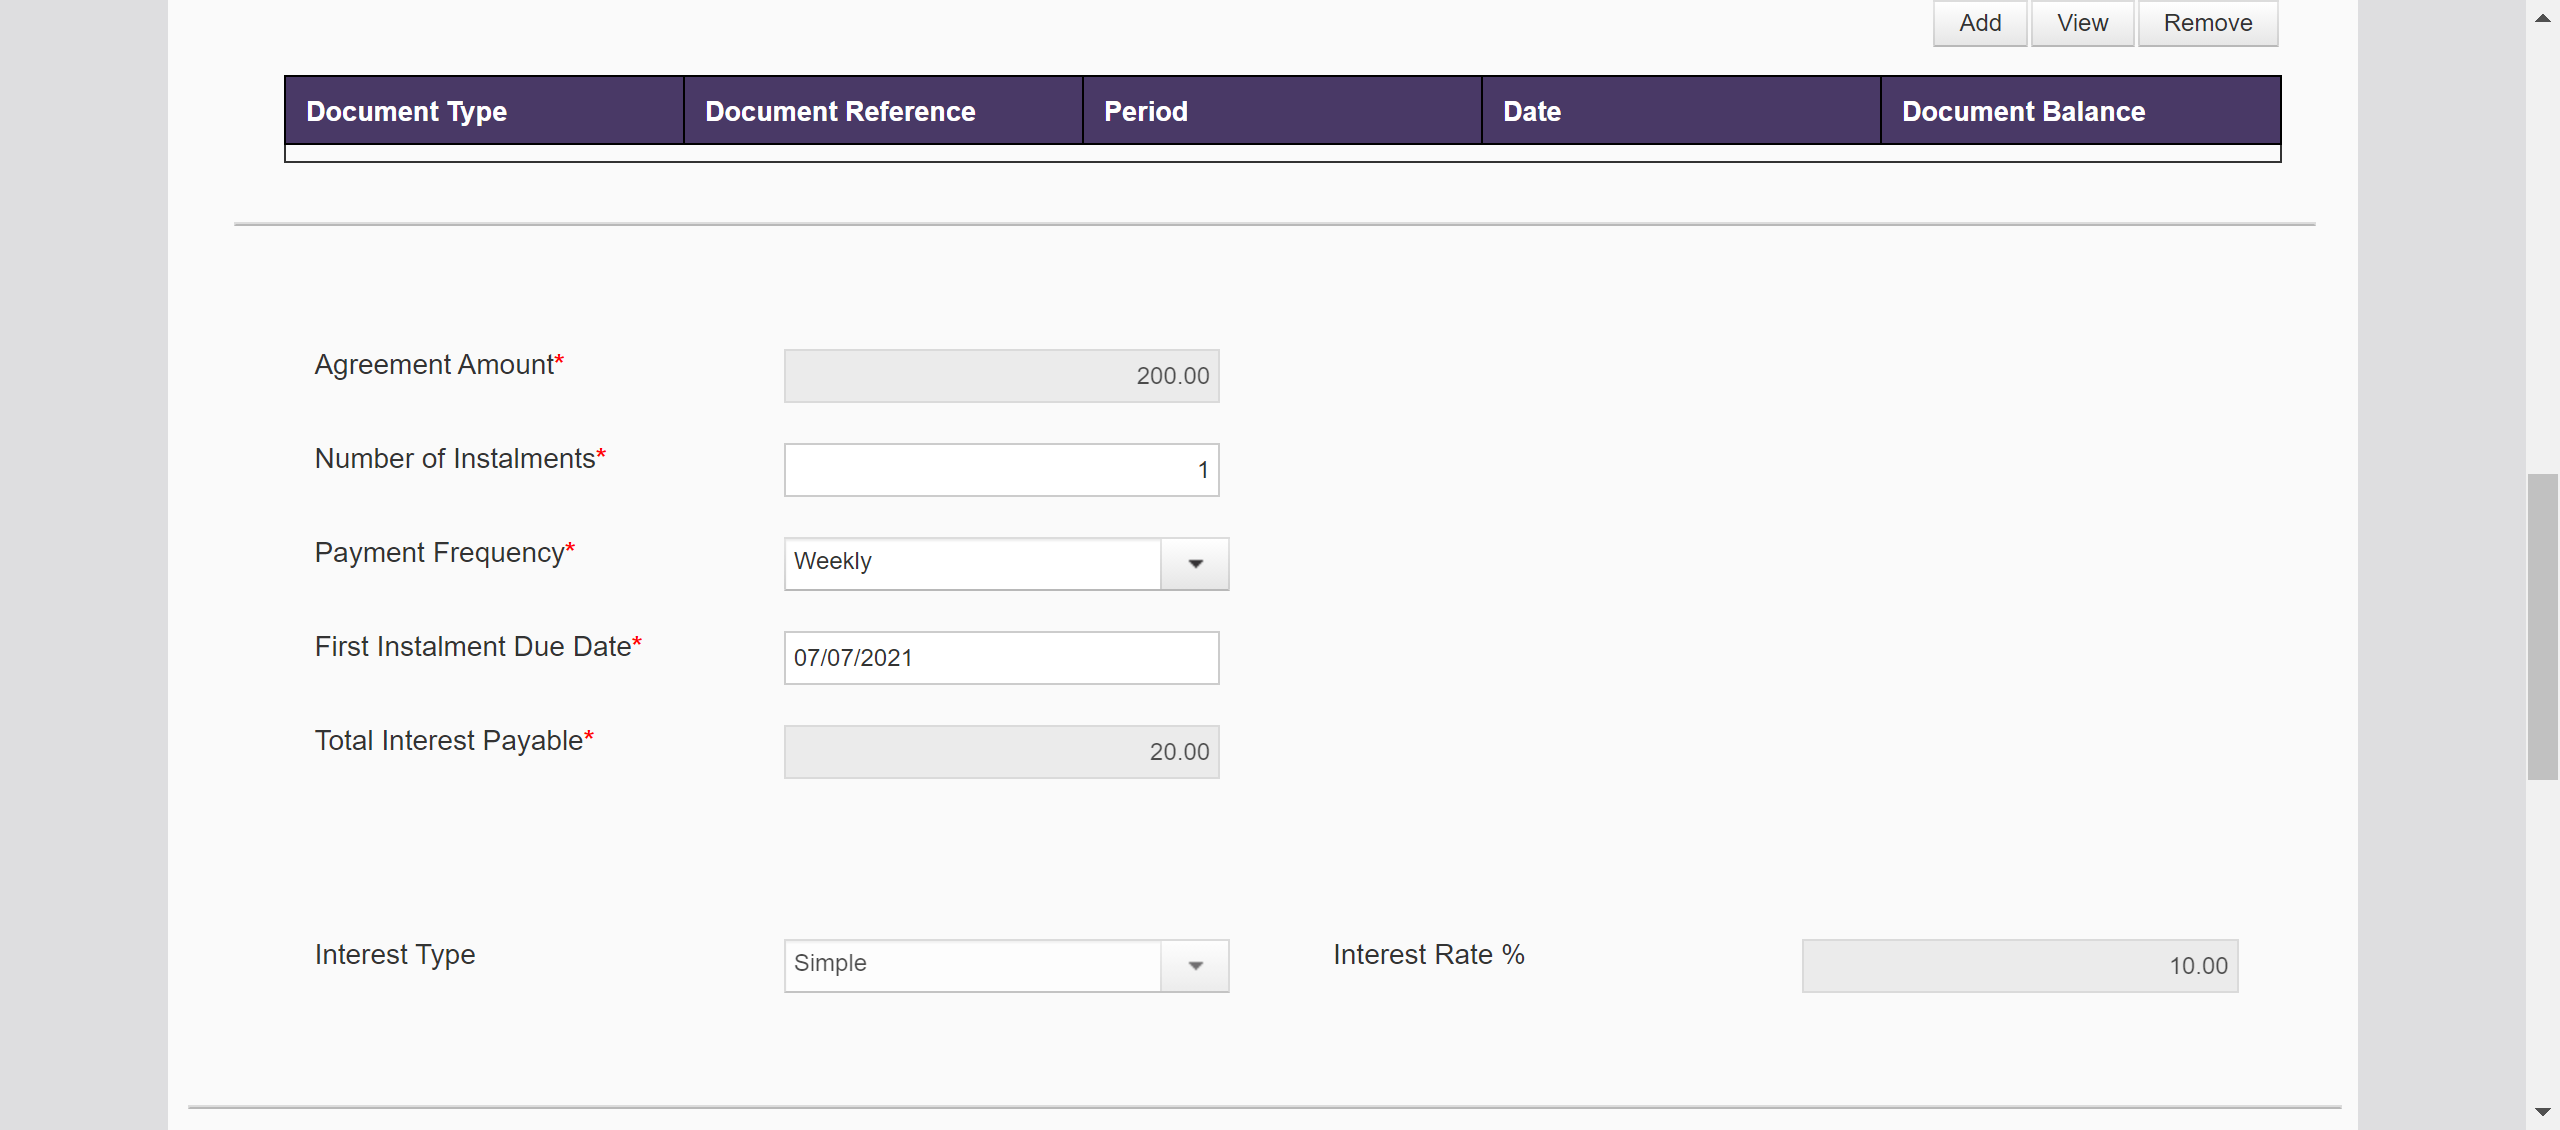 Add View Remove
Document Type Document Reference Period Date Document Balance
Agreement Amount* 200.00
Number of Instalments* 1
Payment Frequency* Weekly
First Instalment Due Date* 07/07/2021
Total Interest Payable* 20.00
Interest Type Simple Interest Rate % 10.00